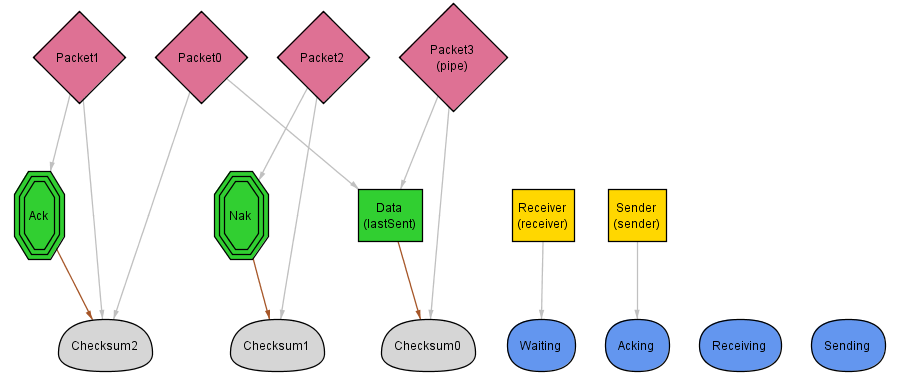 Packet1
Packet0
Packet2
Packet3
(pipe)
Ack
Nak
Data
(lastSent)
Receiver
(receiver)
Sender
(sender)
Checksum2
Checksum1
Checksum0
Waiting
Acking
Receiving
Sending